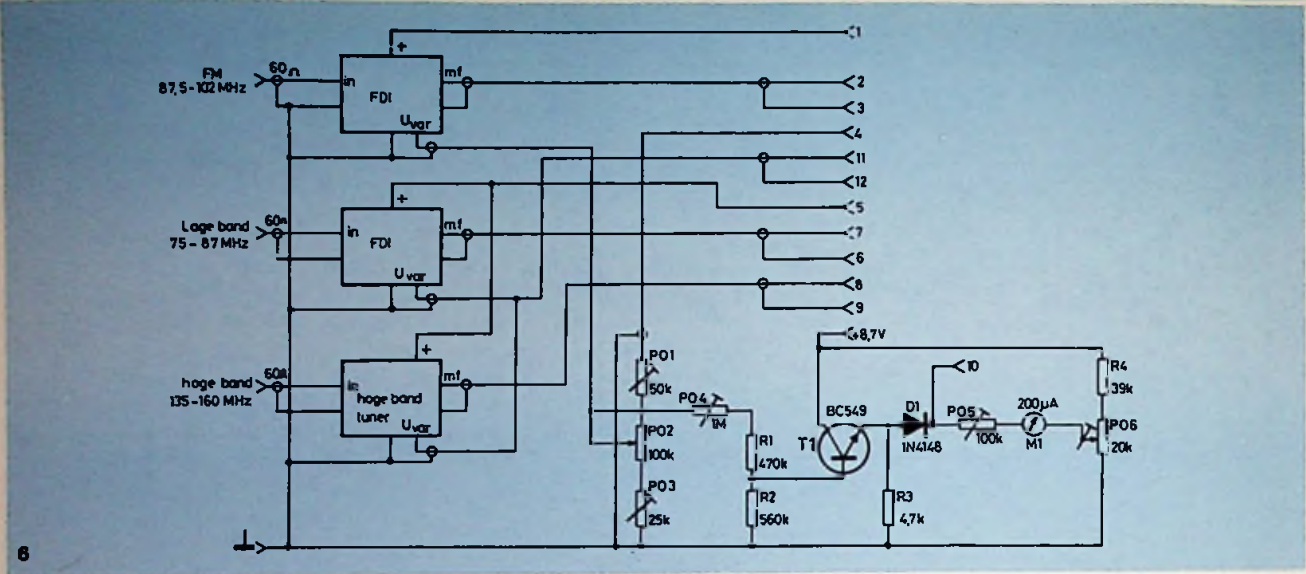 1
+
FM
87,5-102 MHz
60Ω
in
FDI
mf
Uvar
2
3
4
11
12
5
+
Lage band
75-87 MHz
60Ω
in
FDI
mf
Uvar
7
6
8
9
+8,7V
+
hoge band
135-160 MHz
60Ω
in
hoge band
tuner
mf
Uvar
PO1
50k
PO2
100k
PO3
25k
PO4
1M
R1
470k
R2
560k
BC549
T1
D1
1N4148
10
R3
4,7k
PO5
100k
200µA
M1
R4
39k
PO6
20k
6